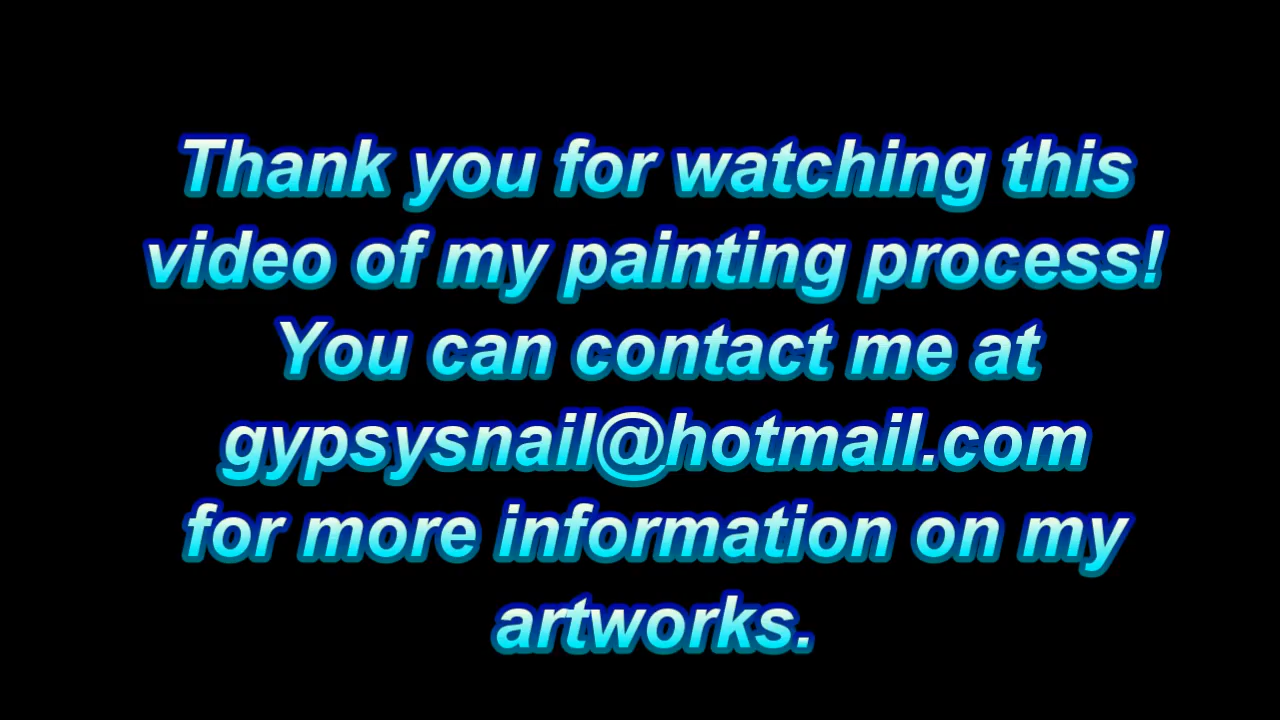 Thank you for watching this
video of my painting process!
You can contact me at
gypsysnail@hotmail.com
for more information on my
artworks.